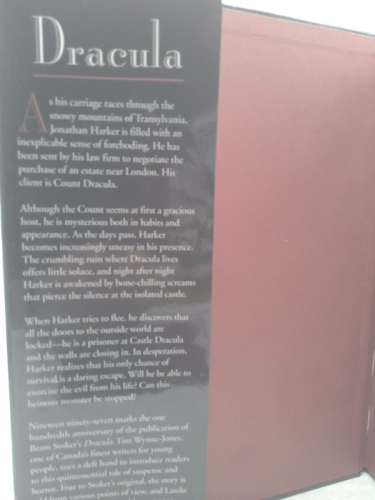 Dracula
As his carriage races through the
snowy mountains of Transylvania,
Jonathan Harker is filled with an
inexplicable sense of foreboding. He has
been sent by his law firm to negotiate the
purchase of an estate near London. His
client is Count Dracula.
Although the Count seems at first a gracious
host, he is mysterious both in habits and
appearance. As the days pass, Harker
becomes increasingly uneasy in his presence.
The crumbling ruin where Dracula lives
offers little solace, and night after night
Harker is awakened by bone-chilling screams
that pierce the silence at the isolated castle.
When Harker tries to flee, he discovers that
all the doors to the outside world are
locked—he is a prisoner at Castle Dracula
and the walls are closing in. In desperation,
Harker realizes that his only chance of
survival is a daring escape. Will he be able to
exorcise the evil from his life? Can this
heinous monster be stopped?
Nineteen ninety-seven marks the one
hundredth anniversary of the publication of
Bram Stoker's Dracula. Tim Wynne-Jones,
one of Canada's finest writers for young
people, uses a deft hand to introduce readers
to this quintessential tale of suspense and
horror. True to Stoker's original, the story is
told from various points of view, and Laszlo